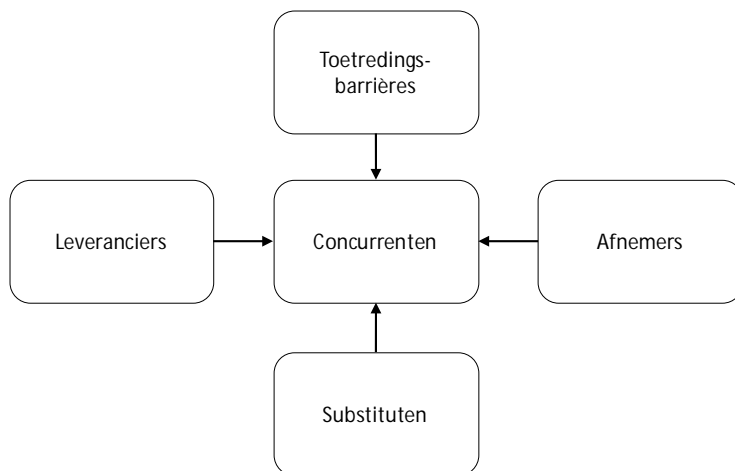 Toetredings-
barrières
Leveranciers
Concurrenten
Afnemers
Substituten